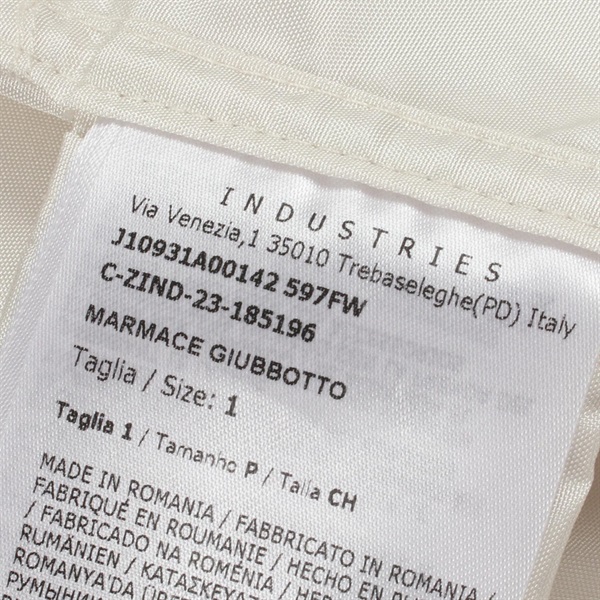 INDUSTRIES
Via Venezia,1 35010 Trebaseleghe(PD) Italy
J10931A00142 597FW
C-ZIND-23-185196
MARMACE GIUBBOTTO
Taglia / Size: 1
Taglia 1 / Tamanho P / Talla CH
MADE IN ROMANIA / FABBRICATO IN ROMANIA /
FABRIQUÉ EN ROUMANIE / HECHO EN
/ FABRICADO NA ROMÉNIA /
RUMÄNIEN /
ROMANYA'DA